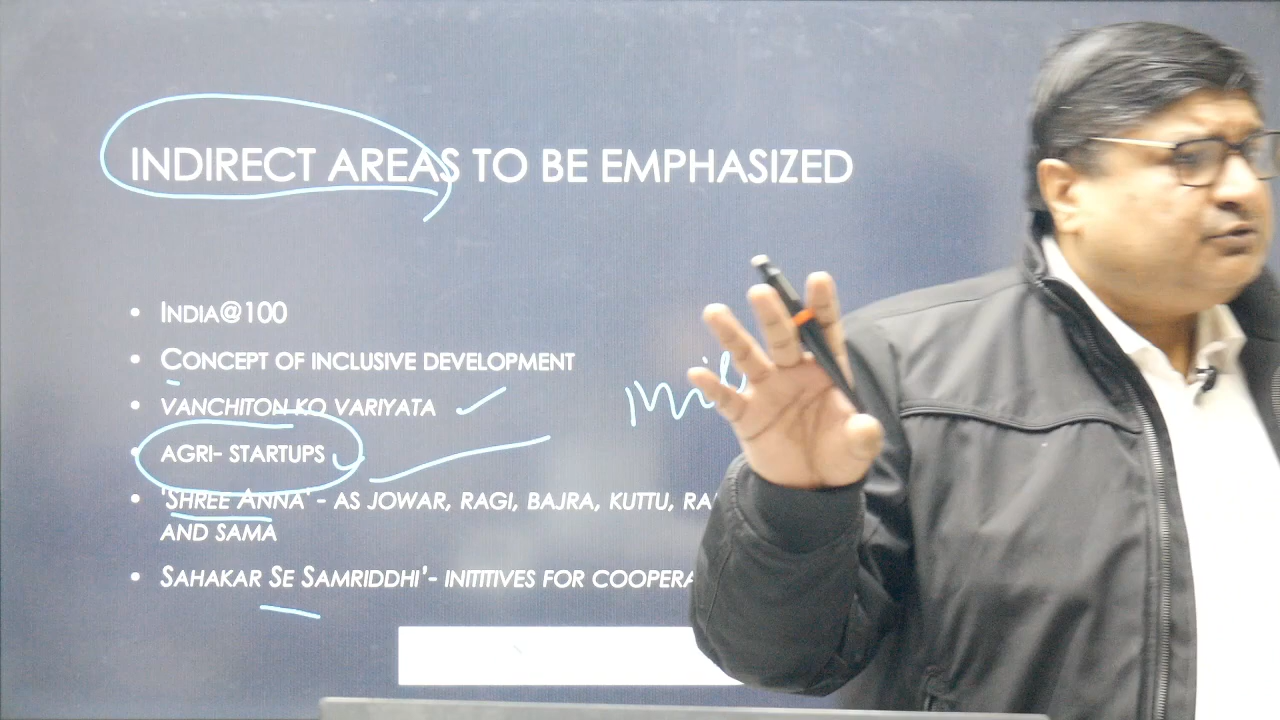 INDIRECT AREAS TO BE EMPHASIZED
• INDIA@100
• CONCEPT OF INCLUSIVE DEVELOPMENT
• VANCHITON KO VARIYATA
• AGRI- STARTUPS
• 'SHREE ANNA' - AS JOWAR, RAGI, BAJRA, KUTTU,
AND SAMA
• SAHAKAR SE SAMRIDDHI'- INITITIVES FOR